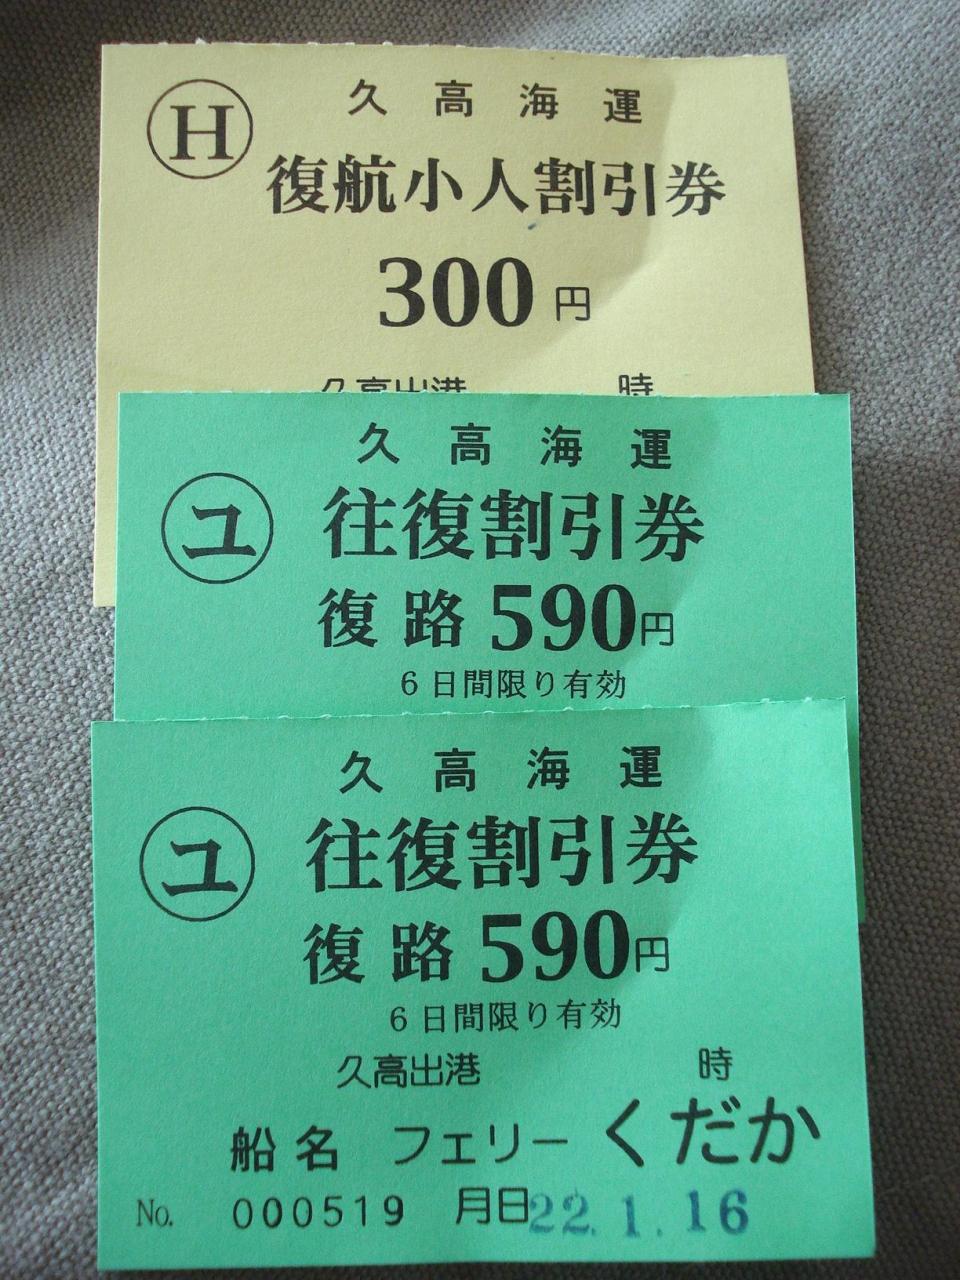 久高海運
H
復航小人割引券
300円
久高出港 時
久高海運
ユ
往復割引券
復路 590円
6日間限り有効
久高海運
ユ
往復割引券
復路 590円
6日間限り有効
久高出港 時
船名 フェリーくだか
No. 000519 月日 22.1.16